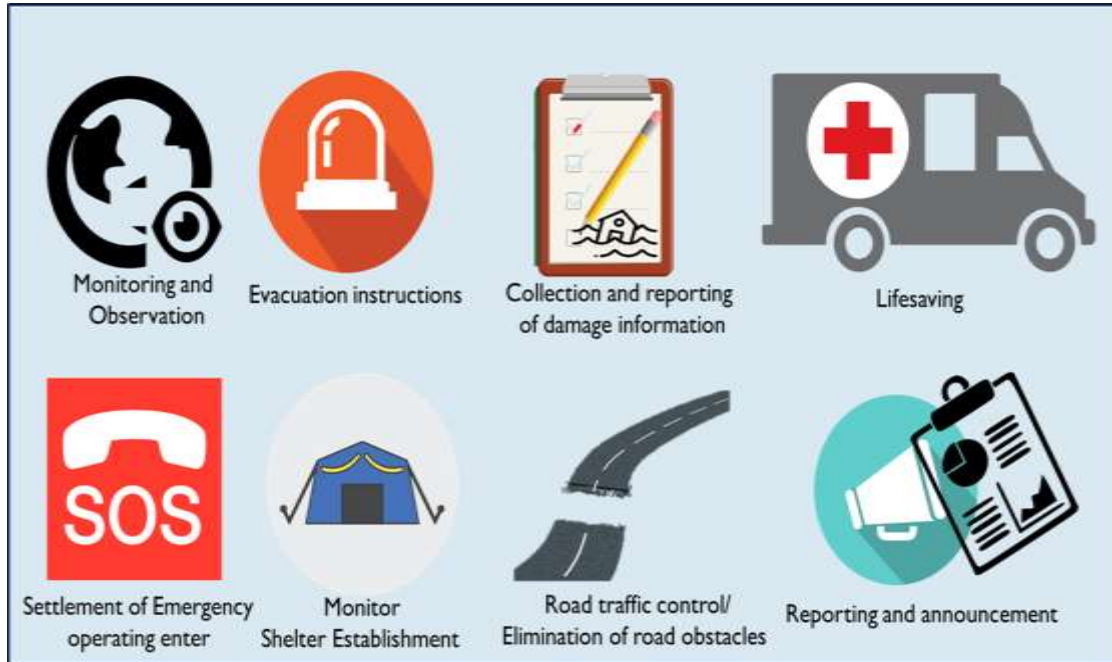 Monitoring and
Observation
Evacuation instructions
Collection and reporting
of damage information
Lifesaving
SOS
Settlement of Emergency
operating enter
Monitor
Shelter Establishment
Road traffic control/
Elimination of road obstacles
Reporting and announcement